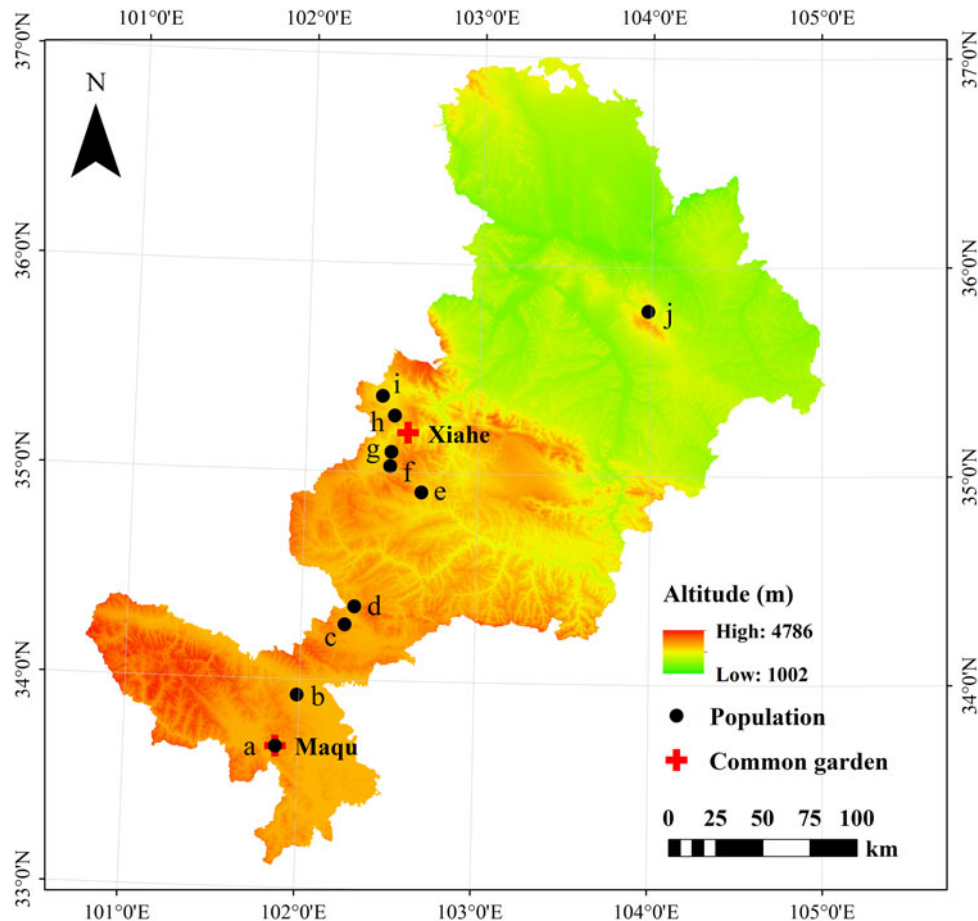 101°0'E 102°0'E 103°0'E 104°0'E 105°0'E
37°0'N 37°0'N
N
36°0'N 36°0'N
j
i
h
Xiahe
g
f
35°0'N 35°0'N
e
Altitude (m)
High: 4786
Low: 1002
d
c
34°0'N 34°0'N
b
Population
a Maqu
Common garden
0 25 50 75 100
km
33°0'N 33°0'N
101°0'E 102°0'E 103°0'E 104°0'E 105°0'E